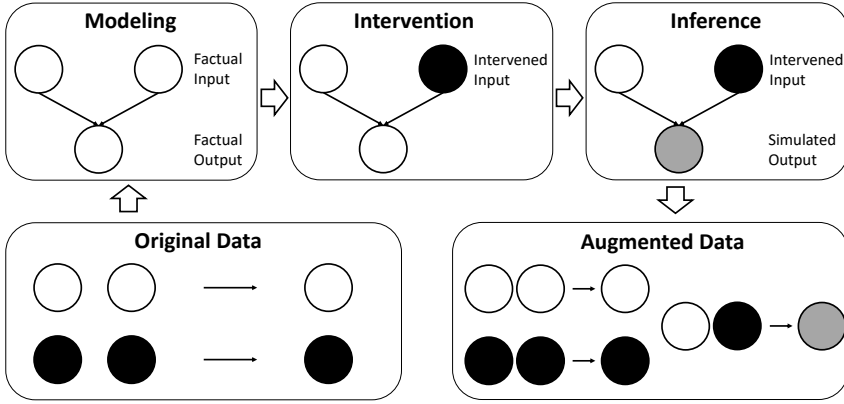 Modeling
Factual
Input
Factual
Output
Intervention
Intervened
Input
Inference
Intervened
Input
Simulated
Output
Original Data
Augmented Data